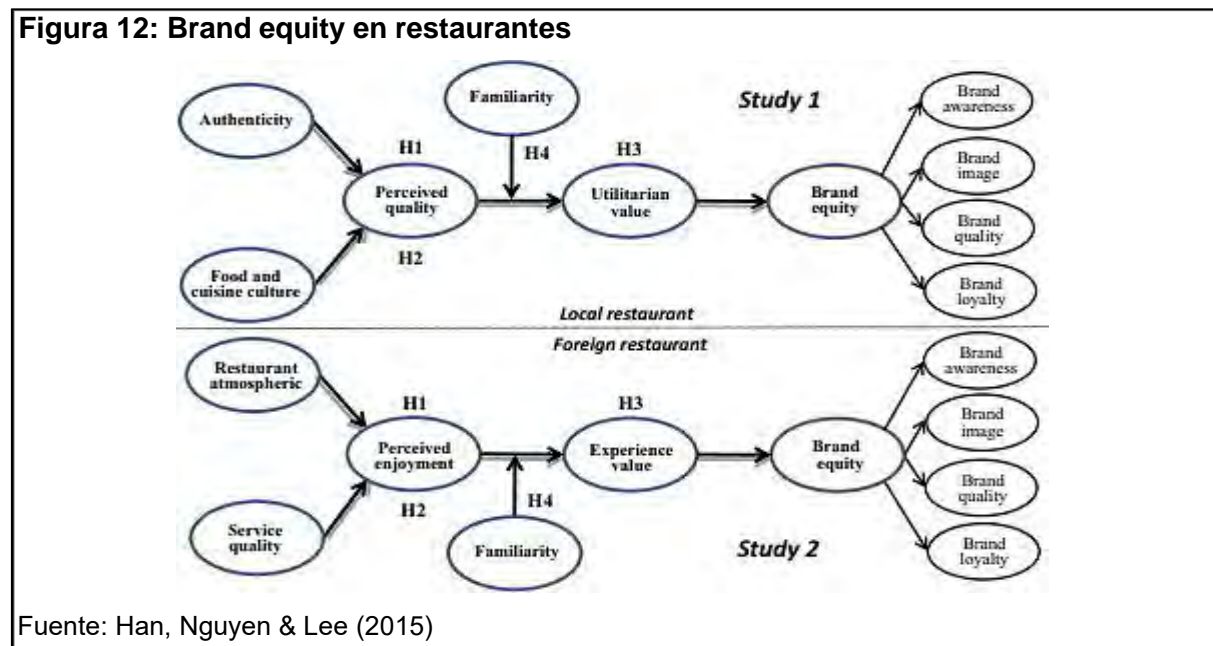 Figura 12: Brand equity en restaurantes
Authenticity
Familiarity
Study 1
Brand
awareness
H1
H4
H3
Perceived
quality
Utilitarian
value
Brand
equity
Brand
image
Brand
quality
H2
Food and
cuisine culture
Brand
loyalty
Local restaurant
Foreign restaurant
Restaurant
atmospheric
Brand
awareness
H1
H3
Perceived
enjoyment
Experience
value
Brand
equity
Brand
image
Brand
quality
H2
H4
Service
quality
Familiarity
Study 2
Brand
loyalty
Fuente: Han, Nguyen & Lee (2015)